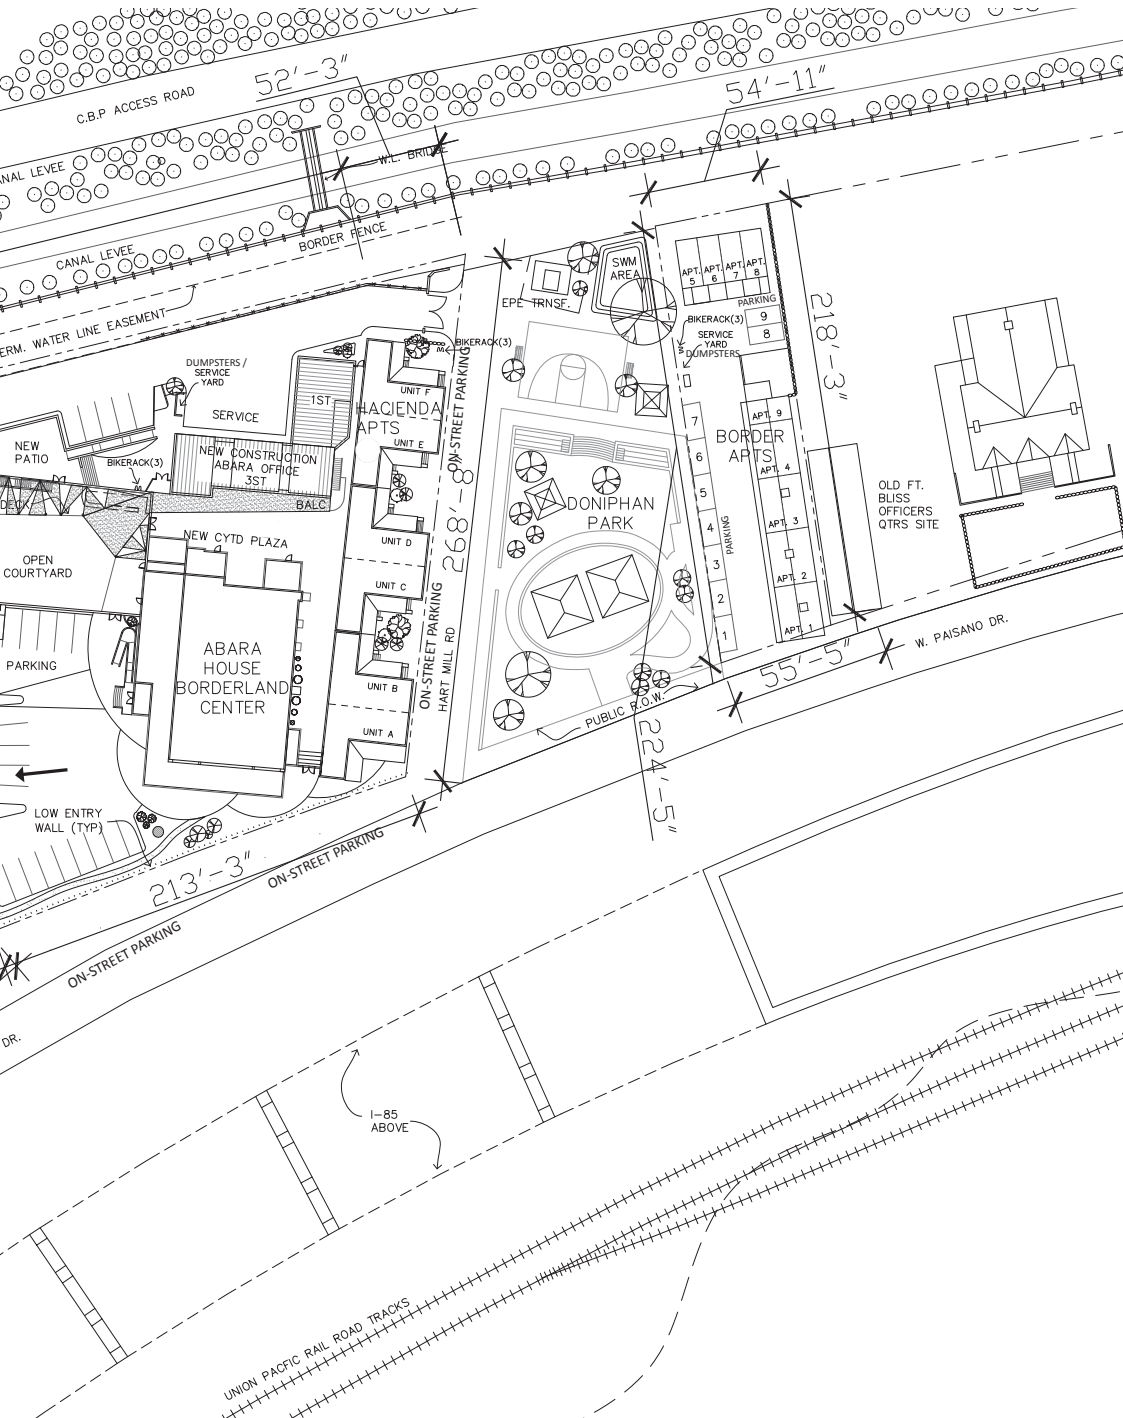 52'-3"
54'-11"
C.B.P ACCESS ROAD
ANAL LEVEE
W.L. BRIDGE
CANAL LEVEE
BORDER FENCE
SWM
AREA
EPE TRNSF.
APT.
5
APT.
6
APT.
7
APT.
8
PARKING
9
8
218'-3"
ERM. WATER LINE EASEMENT
BIKERACK(3)
SERVICE
YARD
DUMPSTERS
BIKERACK(3)
DUMPSTERS /
SERVICE
YARD
SERVICE
1ST
HACIENDA
APTS
UNIT F
UNIT E
UNIT D
UNIT C
UNIT B
UNIT A
ON-STREET PARKING
268'-8"
ON-STREET PARKING
HART MILL RD
NEW
PATIO
BIKERACK(3)
NEW CONSTRUCTION
ABARA OFFICE
3ST
BALC
DECK
NEW CYTD PLAZA
OPEN
COURTYARD
PARKING
ABARA
HOUSE
BORDERLAND
CENTER
DONIPHAN
PARK
7
6
5
4
3
2
1
PARKING
BORDER
APTS
APT. 9
APT. 4
APT. 3
APT. 2
APT. 1
OLD FT.
BLISS
OFFICERS
QTRS SITE
W. PAISANO DR.
55'-5"
PUBLIC R.O.W.
224'-5"
LOW ENTRY
WALL (TYP)
213'-3"
ON-STREET PARKING
ON-STREET PARKING
DR.
I-85
ABOVE
UNION PACFIC RAIL ROAD TRACKS